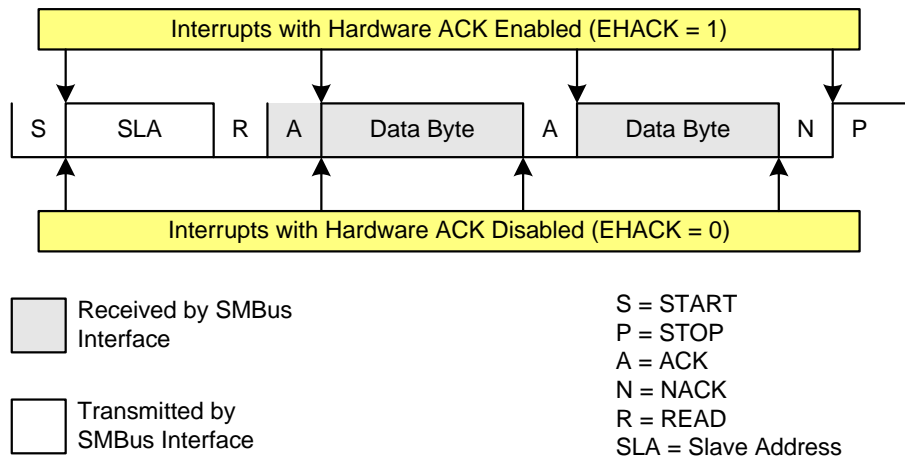 Interrupts with Hardware ACK Enabled (EHACK = 1)
S SLA R A Data Byte A Data Byte N P
Interrupts with Hardware ACK Disabled (EHACK = 0)
Received by SMBus
Interface
Transmitted by
SMBus Interface
S = START
P = STOP
A = ACK
N = NACK
R = READ
SLA = Slave Address